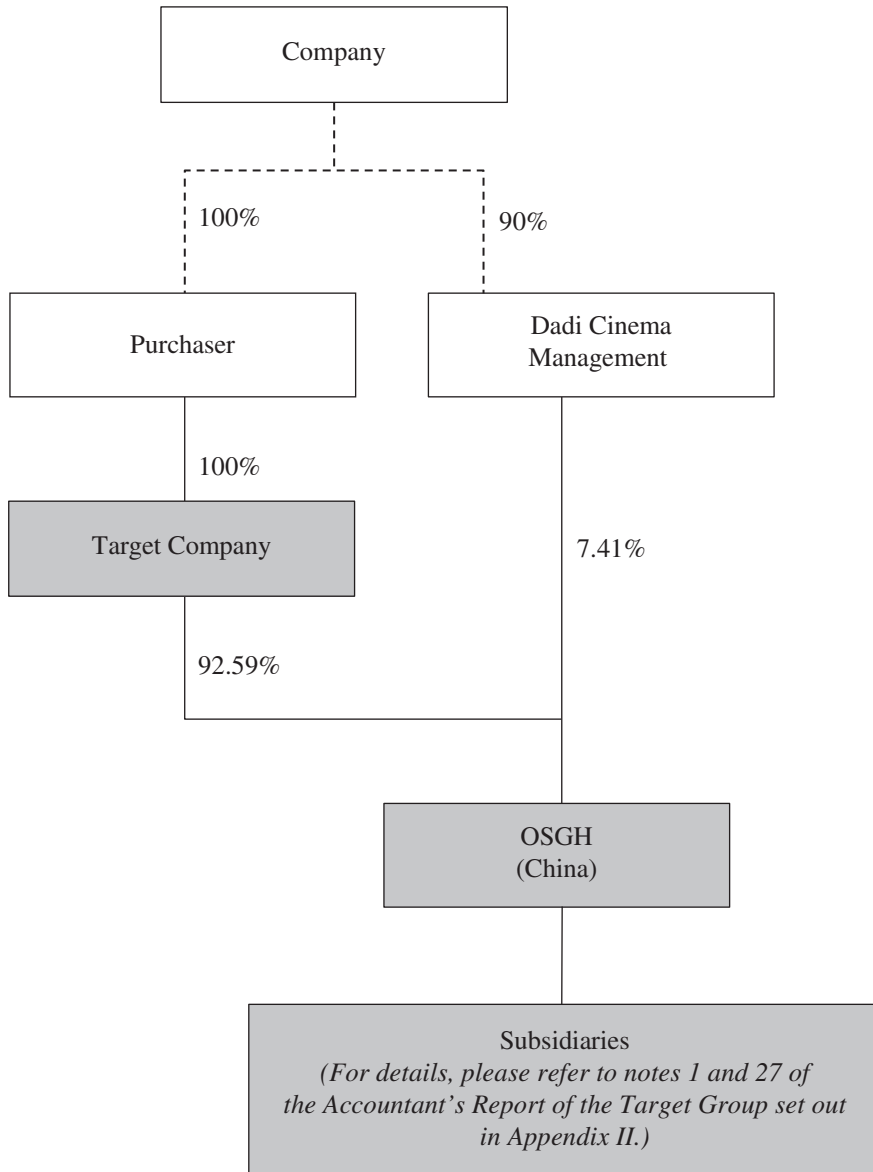 Company
100%
90%
Purchaser
Dadi Cinema
Management
100%
Target Company
7.41%
92.59%
OSGH
(China)
Subsidiaries
(For details, please refer to notes 1 and 27 of
the Accountant's Report of the Target Group set out
in Appendix II.)